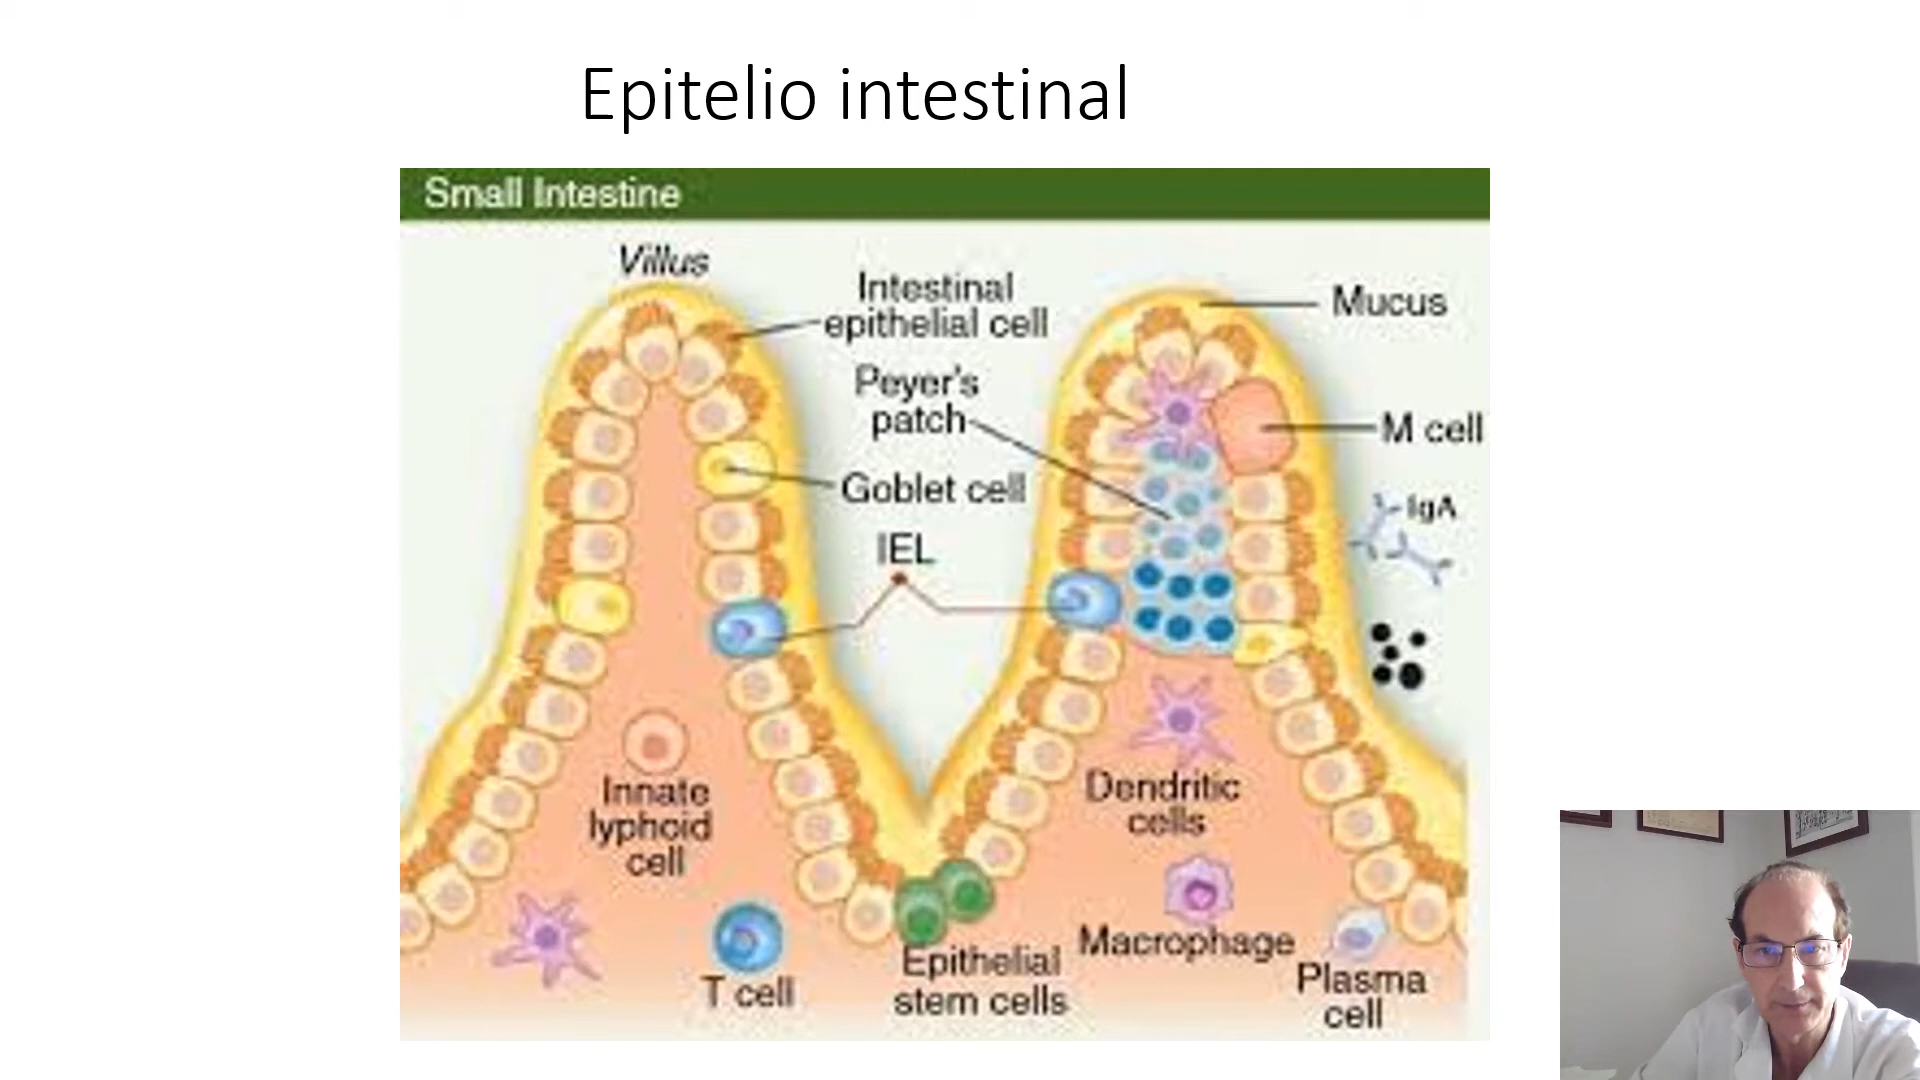 Epitelio intestinal
Small Intestine
Villus
Intestinal
epithelial cell
Mucus
Peyer's
patch
M cell
Goblet cell
IgA
IEL
Innate
lyphoid
cell
Dendritic
cells
T cell
Epithelial
stem cells
Macrophage
Plasma
cell